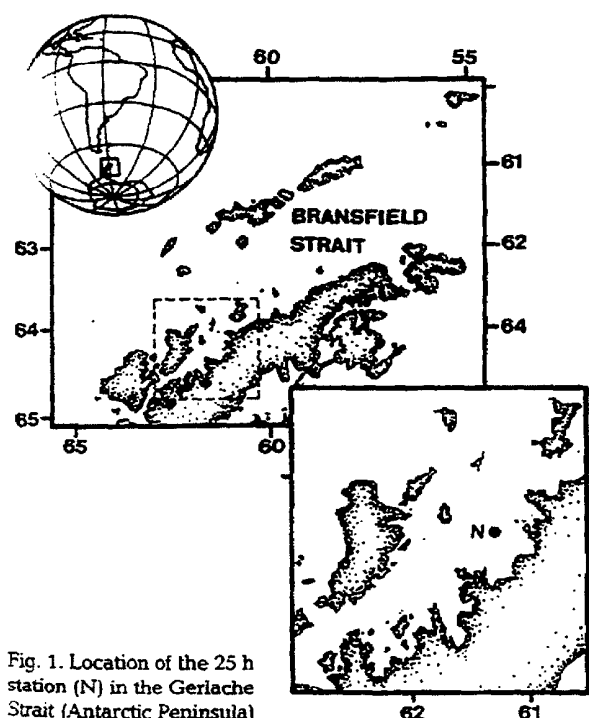 60 55
61
BRANSFIELD
STRAIT
63 62
64 64
65
65 60
N
Fig. 1. Location of the 25 h
station (N) in the Gerlache
Strait (Antarctic Peninsula)
62 61